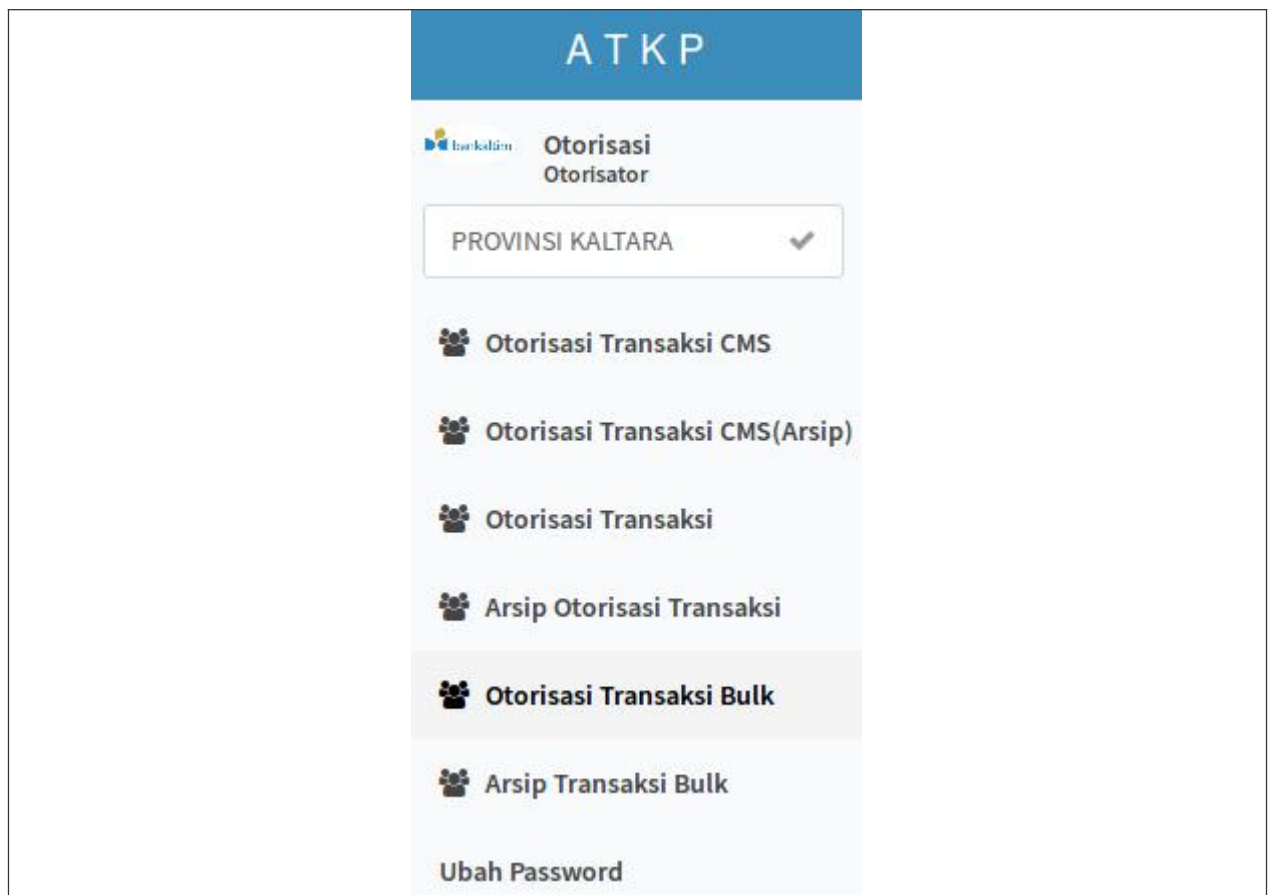 ATKP
bankaltim
Otorisasi
Otorisator
PROVINSI KALTARA
Otorisasi Transaksi CMS
Otorisasi Transaksi CMS(Arsip)
Otorisasi Transaksi
Arsip Otorisasi Transaksi
Otorisasi Transaksi Bulk
Arsip Transaksi Bulk
Ubah Password